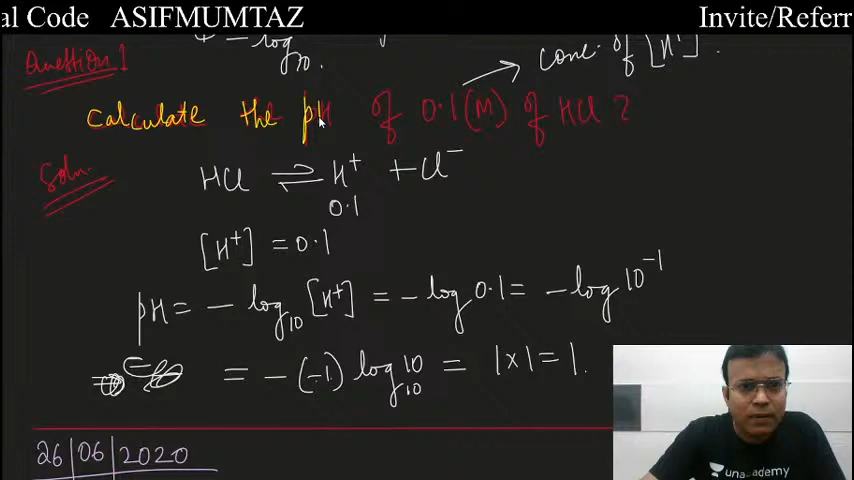 al Code ASIFMUMTAZ Invite/Referr
= log₁₀.
conc. of [H⁺].
Question 1
calculate the pH of 0.1(M) of HCl ?
Soln.
HCl ⇌ H⁺ + Cl⁻
0.1
[H⁺] = 0.1
pH = - log₁₀ [H⁺] = - log 0.1 = - log 10⁻¹
= - (-1) log₁₀ 10 = 1×1 = 1.
26|06|2020
unacademy